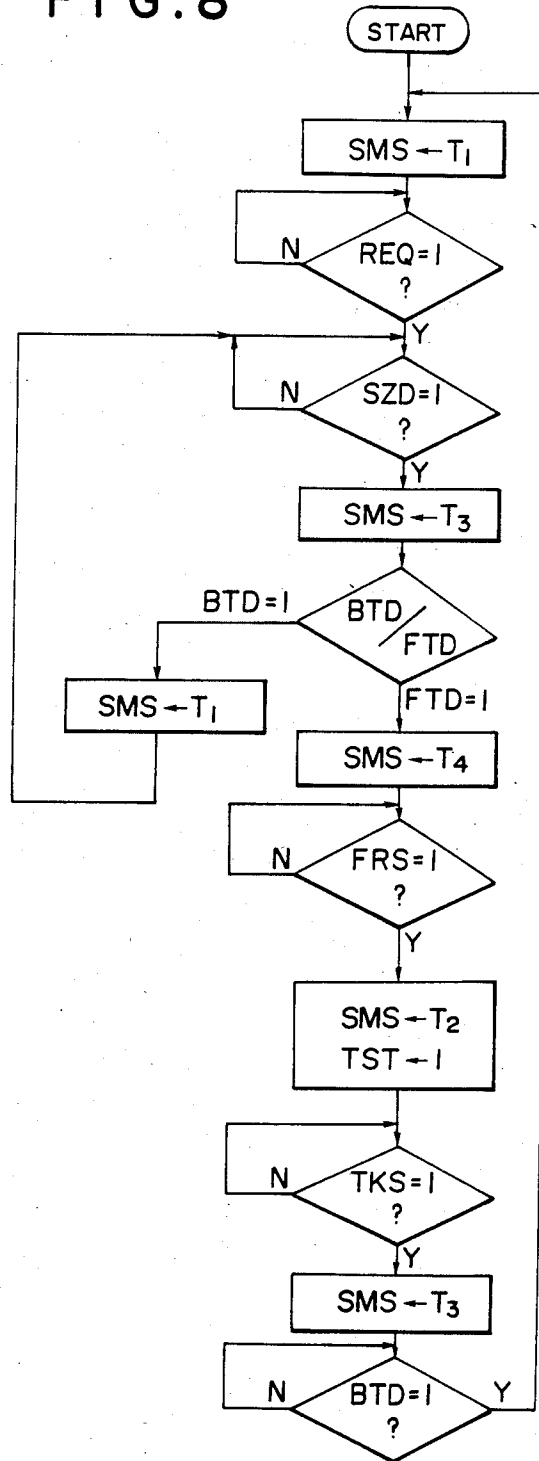 FIG.8
START
SMS ← T1
REQ=1
?
N
Y
SZD=1
?
N
Y
SMS ← T3
BTD=1
BTD/FTD
FTD=1
SMS ← T1
SMS ← T4
FRS=1
?
N
Y
SMS ← T2
TST ← 1
TKS=1
?
N
Y
SMS ← T3
BTD=1
?
N
Y